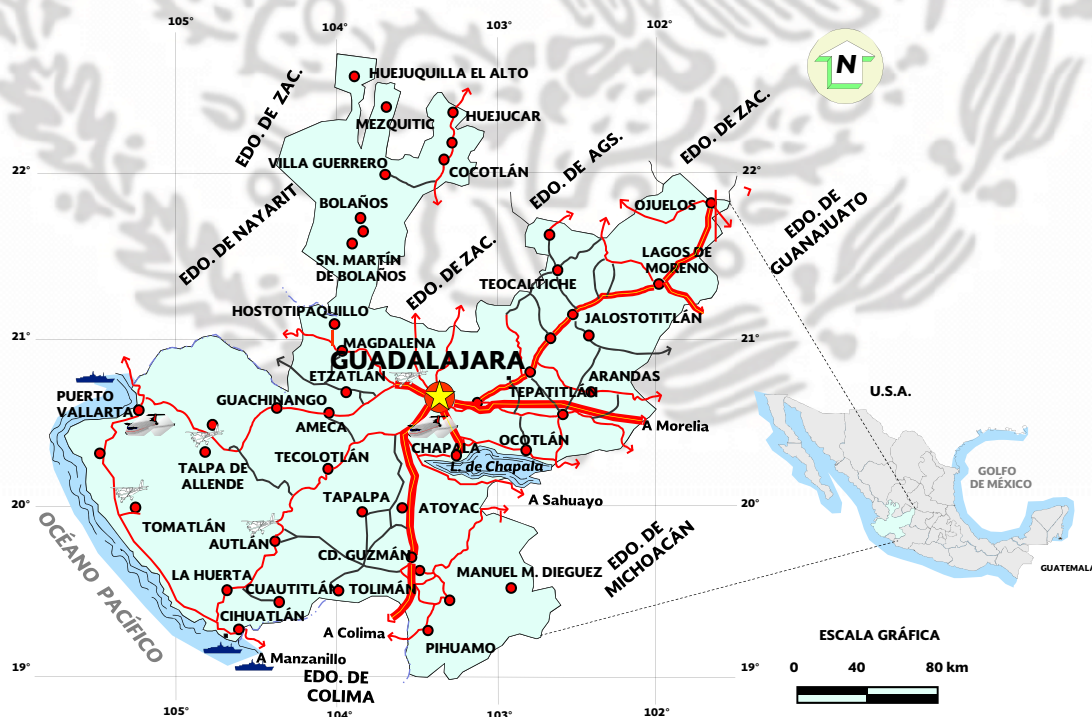 105°
104°
103°
102°
N
HUEJUQUILLA EL ALTO
EDO. DE ZAC.
MEZQUITIC
HUEJUCAR
EDO. DE ZAC.
EDO. DE AGS.
22°
VILLA GUERRERO
COCOTLÁN
22°
BOLAÑOS
OJUELOS
EDO. DE
GUANAJUATO
EDO. DE NAYARIT
SN. MARTÍN
DE BOLAÑOS
EDO. DE ZAC.
LAGOS DE
MORENO
TEOCALTICHE
HOSTOTIPAQUILLO
JALOSTOTITLÁN
21°
MAGDALENA
21°
GUADALAJARA
ETZATLÁN
ARANDAS
PUERTO
VALLARTA
GUACHINANGO
TEPATITLÁN
U.S.A.
AMECA
A Morelia
CHAPALA
OCOTLÁN
TECOLOTLÁN
L. de Chapala
TALPA DE
ALLENDE
GOLFO
DE MÉXICO
20°
TAPALPA
ATOYAC
A Sahuayo
20°
TOMATLÁN
AUTLÁN
CD. GUZMÁN
EDO. DE
MICHOACÁN
OCÉANO PACÍFICO
LA HUERTA
CUAUTITLÁN
TOLIMÁN
MANUEL M. DIEGUEZ
GUATEMALA
CIHUATLÁN
A Colima
PIHUAMO
ESCALA GRÁFICA
A Manzanillo
19°
EDO. DE
COLIMA
19°
0 40 80 km
105°
104°
103°
102°